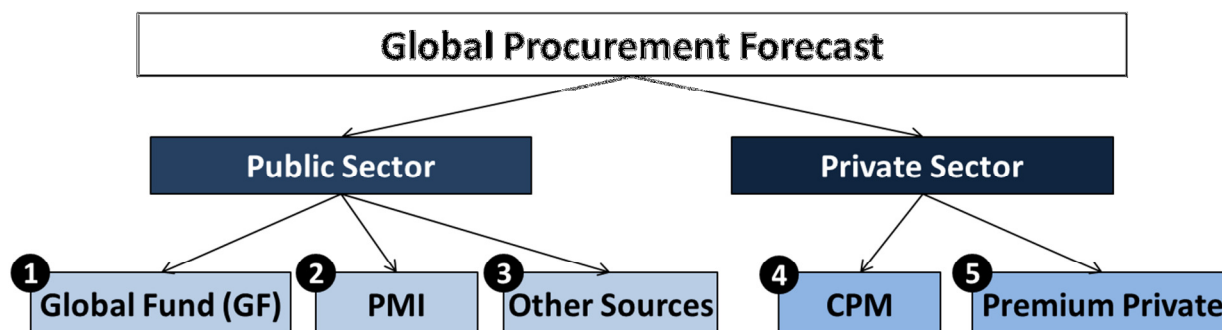 Global Procurement Forecast
Public Sector
Private Sector
1
Global Fund (GF)
2
PMI
3
Other Sources
4
CPM
5
Premium Private